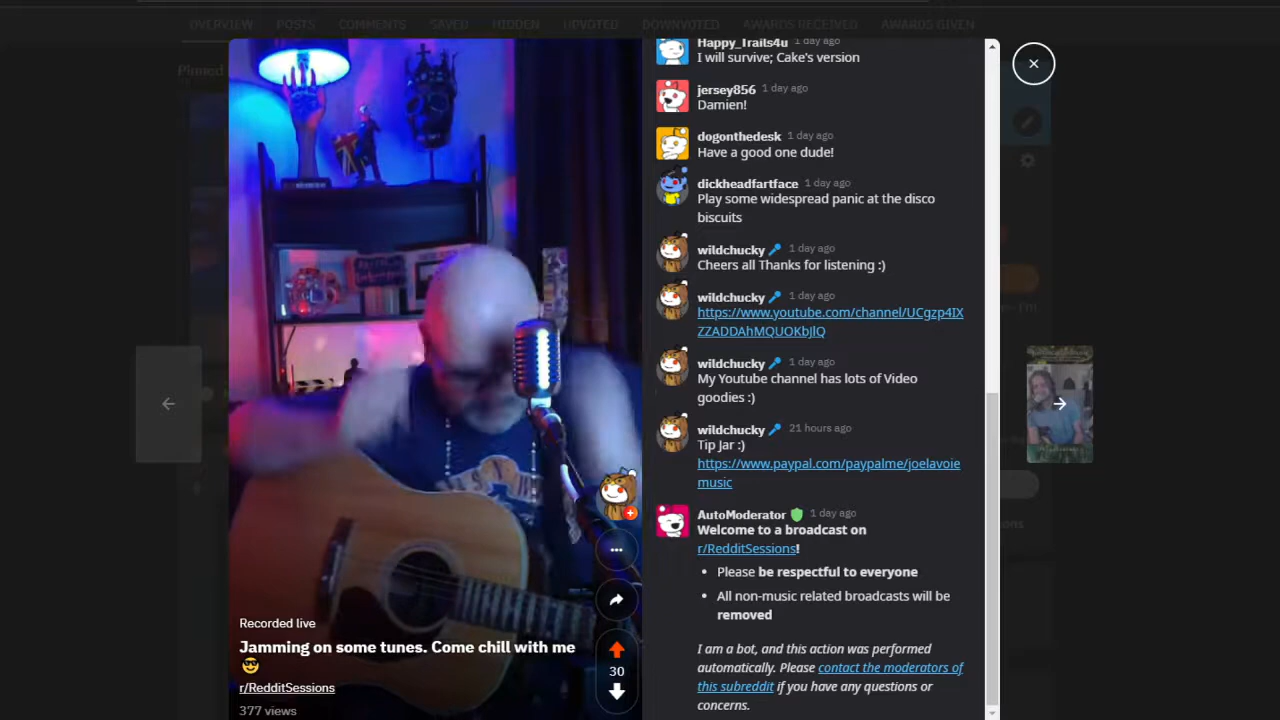 OVERVIEW POSTS COMMENTS SAVED HIDDEN UPVOTED DOWNVOTED AWARDS RECEIVED AWARDS GIVEN
Pinned
Recorded live
Jamming on some tunes. Come chill with me
😎
r/RedditSessions
377 views
30
Happy_Trails4u 1 day ago
I will survive; Cake's version
jersey856 1 day ago
Damien!
dogonthedesk 1 day ago
Have a good one dude!
dickheadfartface 1 day ago
Play some widespread panic at the disco
biscuits
wildchucky 1 day ago
Cheers all Thanks for listening :)
wildchucky 1 day ago
https://www.youtube.com/channel/UCgzp4IX
ZZADDAhMQUOKbJlQ
wildchucky 1 day ago
My Youtube channel has lots of Video
goodies :)
wildchucky 21 hours ago
Tip Jar :)
https://www.paypal.com/paypalme/joelavoie
music
AutoModerator 1 day ago
Welcome to a broadcast on
r/RedditSessions!
• Please be respectful to everyone
• All non-music related broadcasts will be
removed
I am a bot, and this action was performed
automatically. Please contact the moderators of
this subreddit if you have any questions or
concerns.